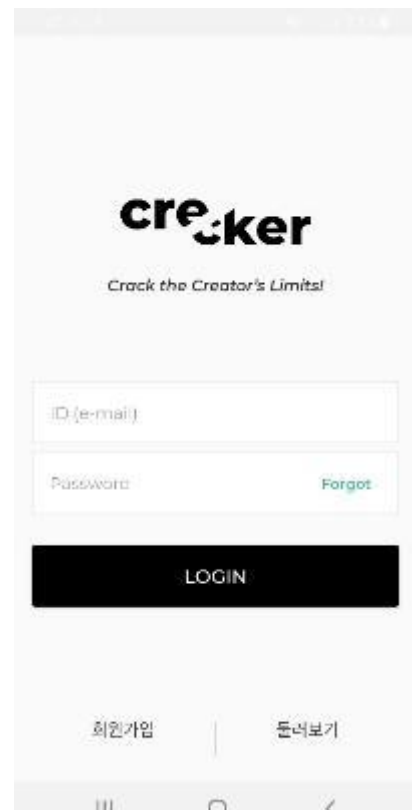 crecker
Crack the Creator's Limits!
ID (e-mail)
Password
Forgot
LOGIN
회원가입
둘러보기